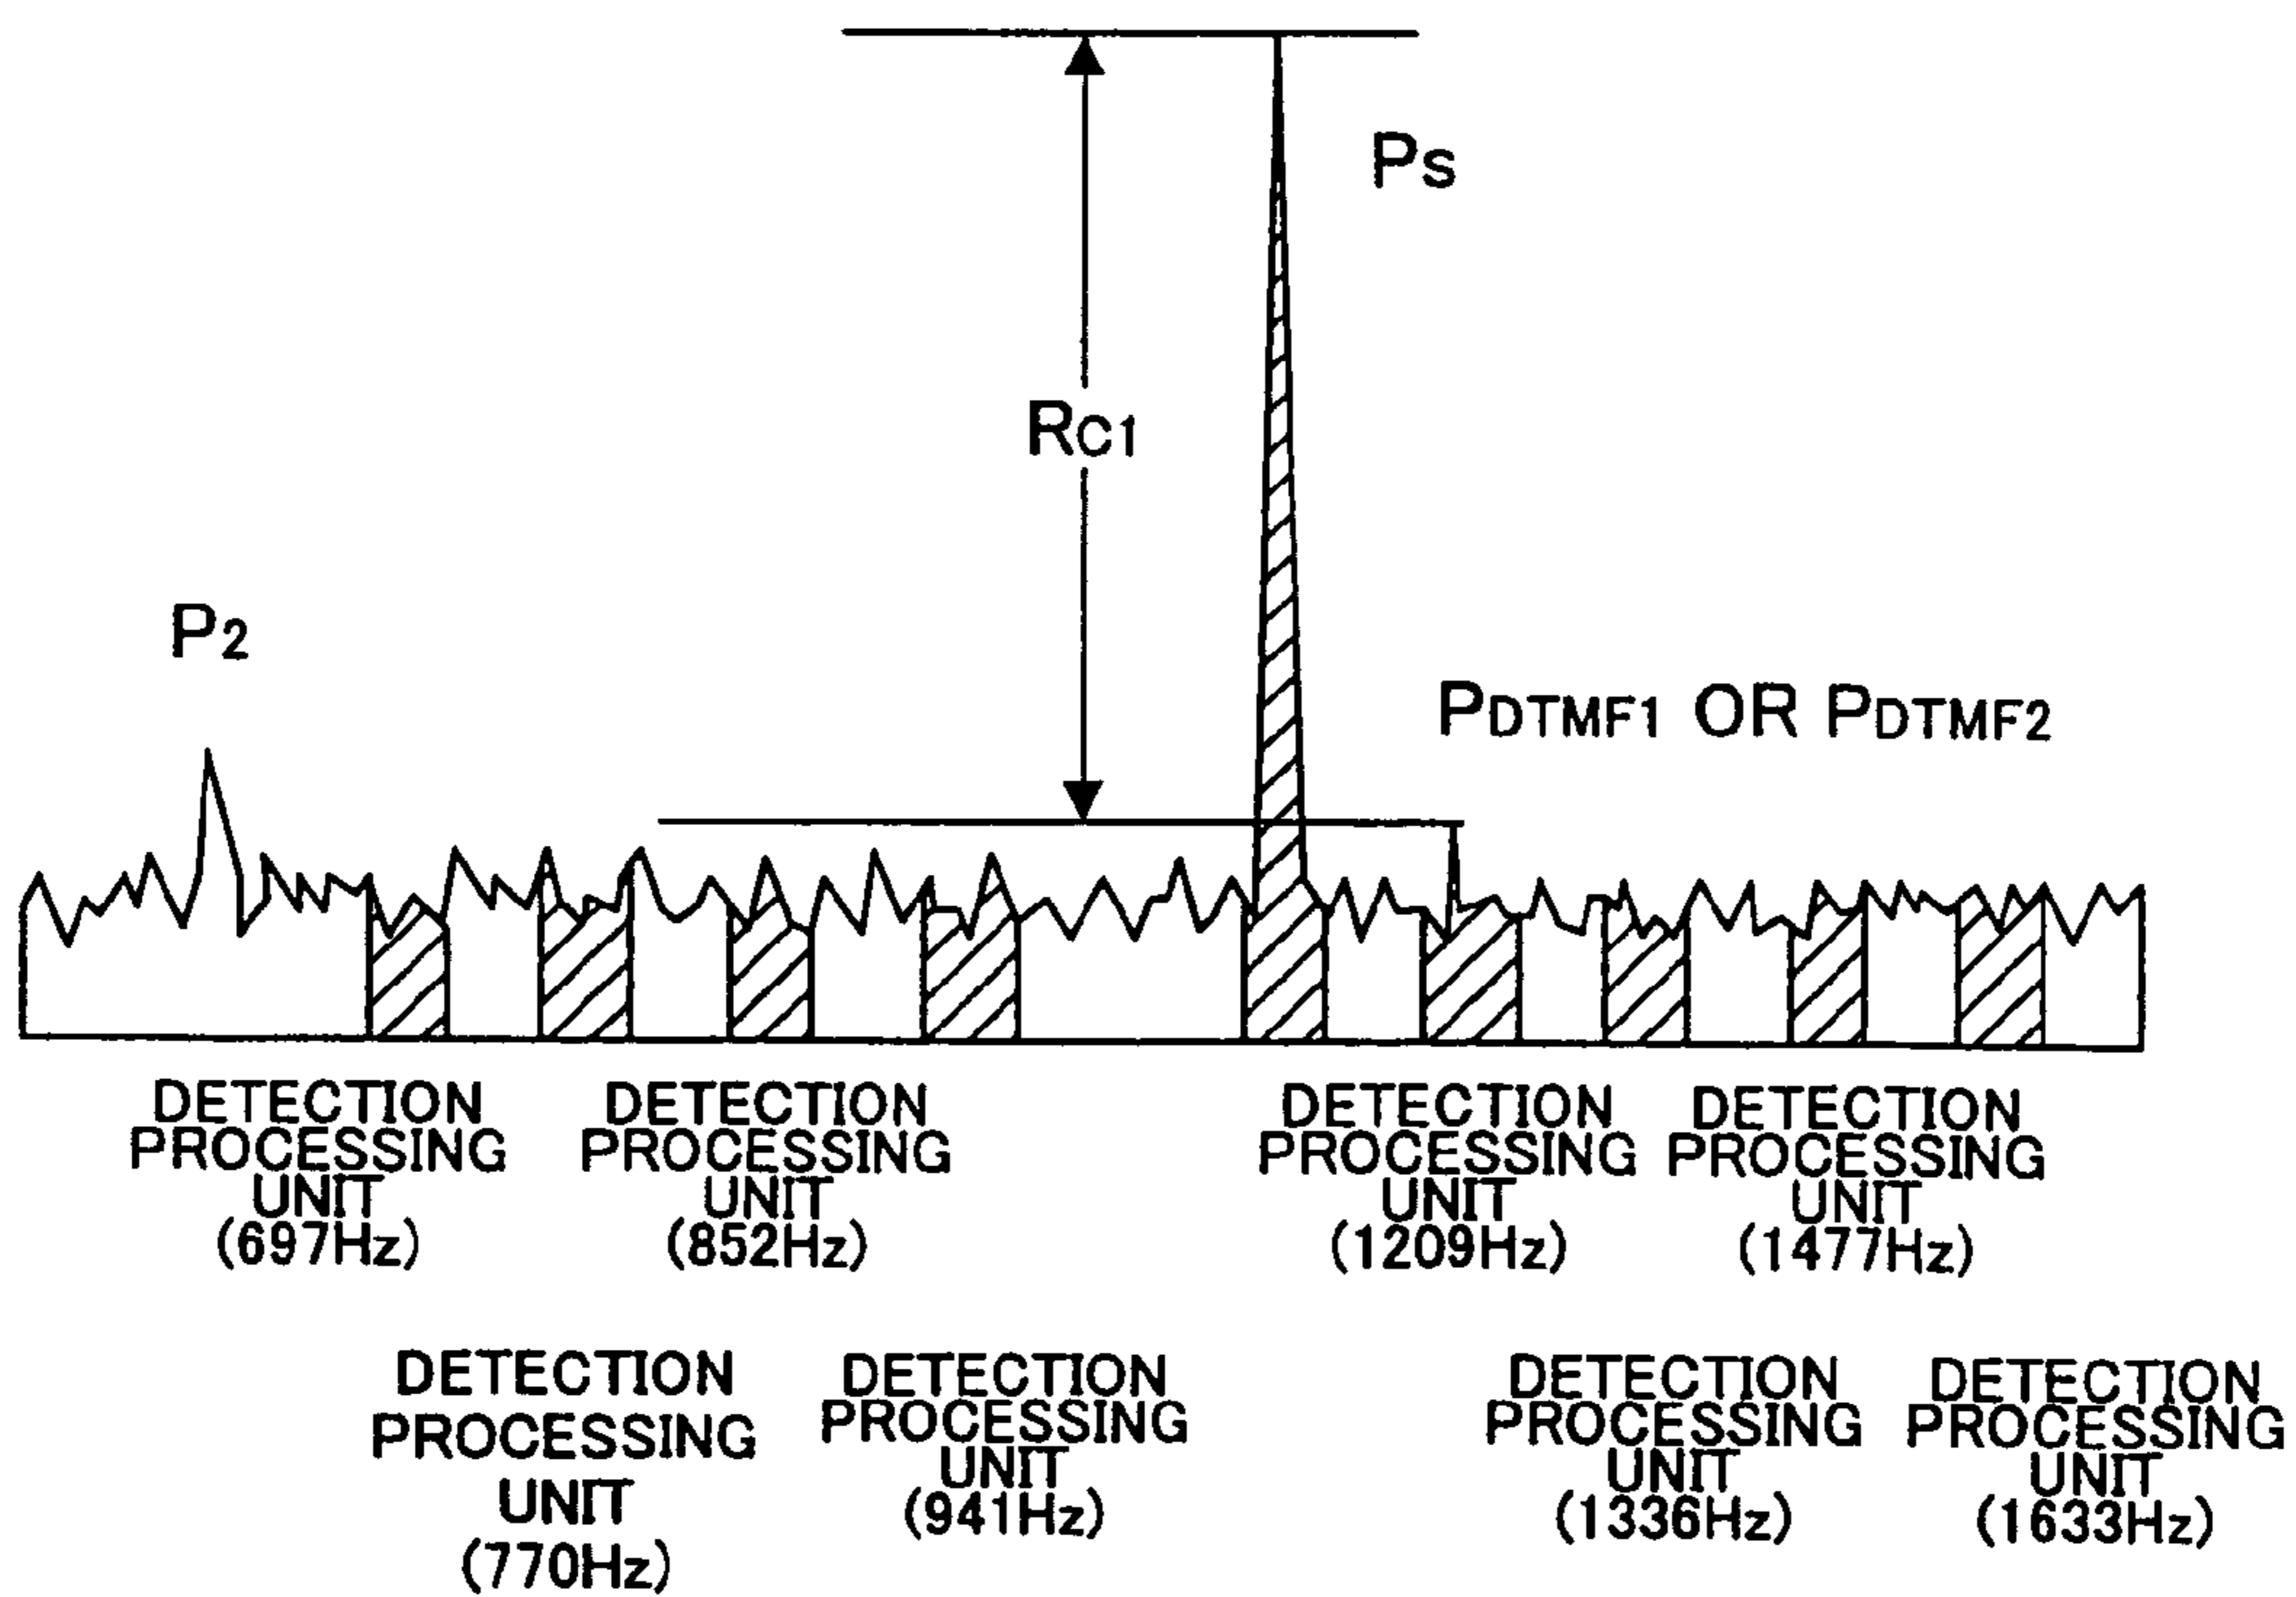 PS
RC1
P2
PDTMF1 OR PDTMF2
DETECTION
PROCESSING
UNIT
(697Hz)
DETECTION
PROCESSING
UNIT
(852Hz)
DETECTION
PROCESSING
UNIT
(1209Hz)
DETECTION
PROCESSING
UNIT
(1477Hz)
DETECTION
PROCESSING
UNIT
(770Hz)
DETECTION
PROCESSING
UNIT
(941Hz)
DETECTION
PROCESSING
UNIT
(1336Hz)
DETECTION
PROCESSING
UNIT
(1633Hz)